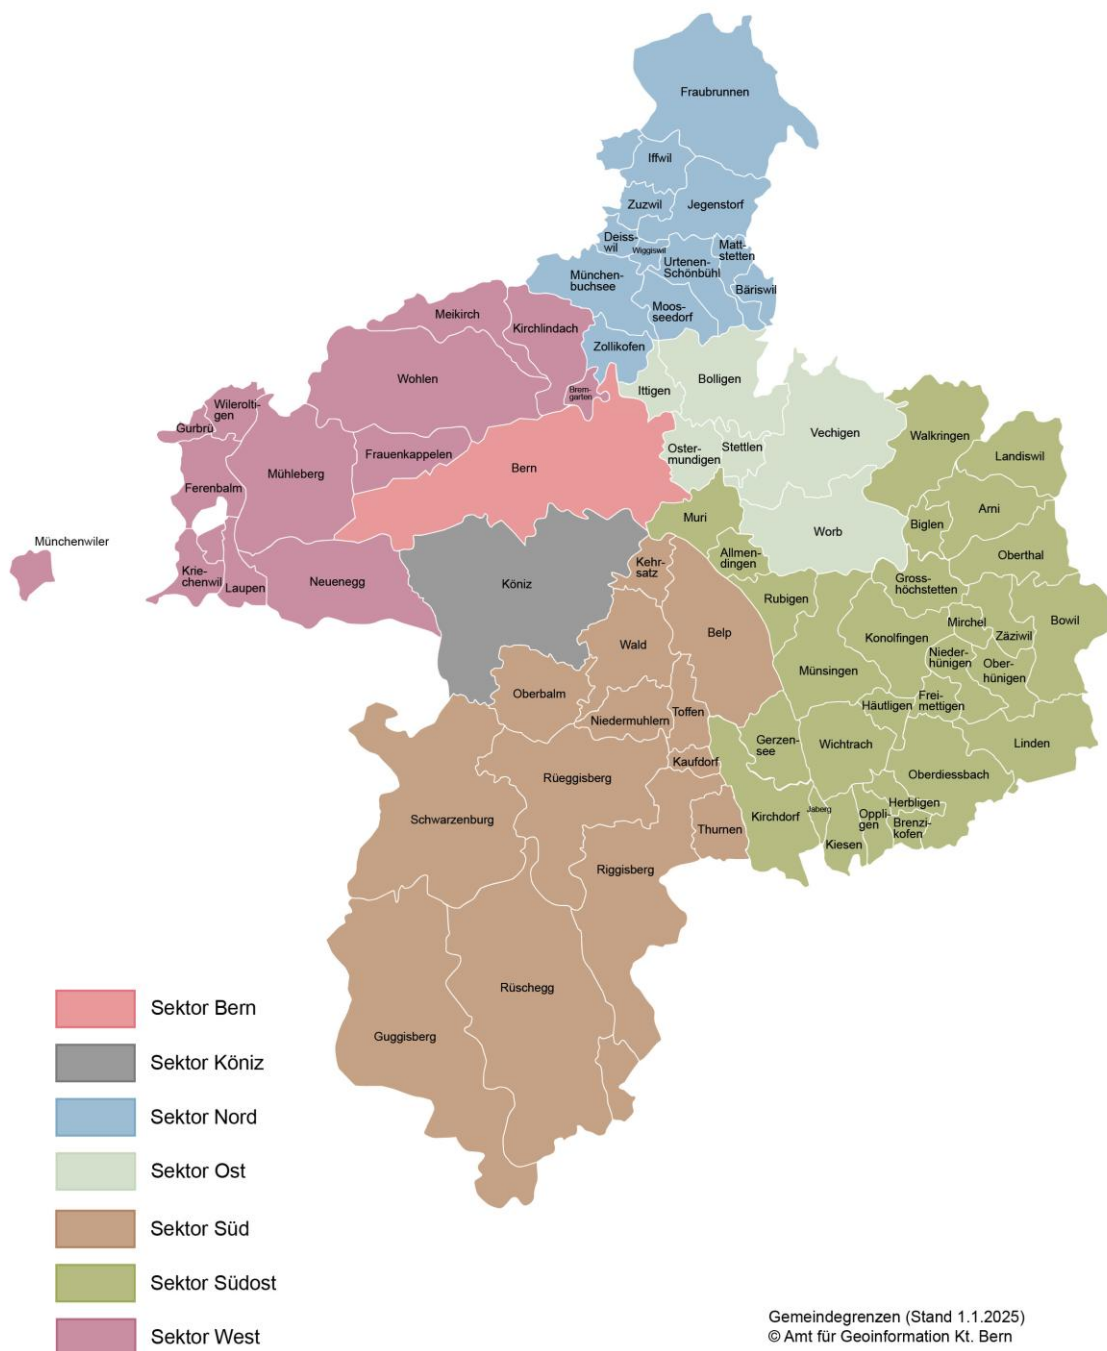 Fraubrunnen
Iffwil
Zuzwil
Jegenstorf
Deiss-
wil
Wiggiswil
Matt-
stetten
Urtenen-
Schönbühl
München-
buchsee
Bäriswil
Moos-
seedorf
Zollikofen
Meikirch
Kirchlindach
Wohlen
Brem-
garten
Ittigen
Bolligen
Wilerolti-
gen
Gurbrü
Frauenkappelen
Mühleberg
Ferenbalm
Bern
Oster-
mundigen
Stettlen
Vechigen
Walkringen
Landiswil
Arni
Biglen
Oberthal
Muri
Worb
Allmen-
dingen
Münchenwiler
Krie-
chenwil
Laupen
Neuenegg
Köniz
Kehr-
satz
Rubigen
Gross-
höchstetten
Bowil
Mirchel
Zäziwil
Konolfingen
Nieder-
hünigen
Ober-
hünigen
Wald
Belp
Münsingen
Oberbalm
Niedermuhlern
Toffen
Häutligen
Frei-
mettigen
Gerzen-
see
Wichtrach
Linden
Rüeggisberg
Kaufdorf
Oberdiessbach
Schwarzenburg
Thurnen
Kirchdorf
Jaberg
Kiesen
Oppli-
gen
Herbligen
Brenzi-
kofen
Riggisberg
Rüschegg
Guggisberg
Sektor Bern
Sektor Köniz
Sektor Nord
Sektor Ost
Sektor Süd
Sektor Südost
Sektor West
Gemeindegrenzen (Stand 1.1.2025)
© Amt für Geoinformation Kt. Bern